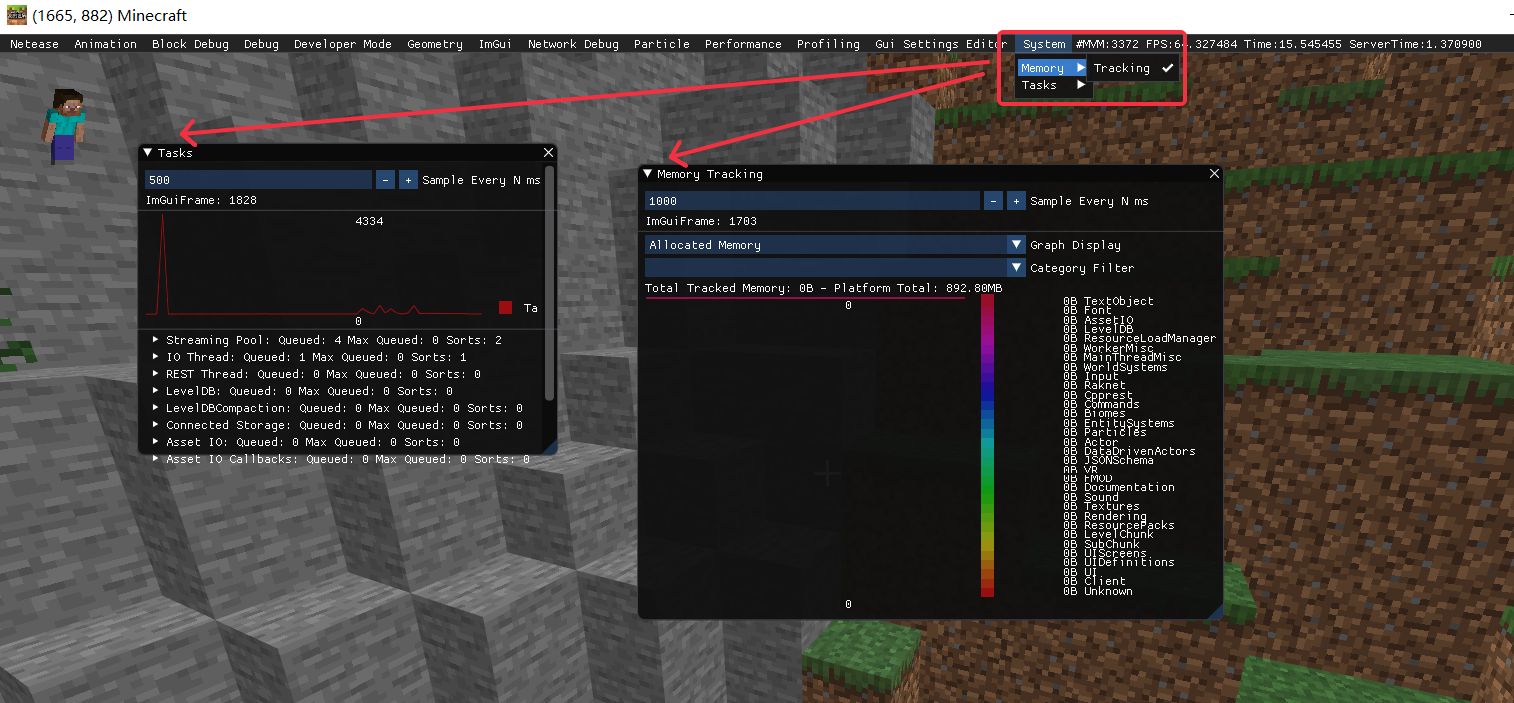 (1665, 882) Minecraft
Netease Animation Block Debug Debug Developer Mode Geometry ImGui Network Debug Particle Performance Profiling Gui Settings Editor System #MVM:3372 FPS:64.327484 Time:15.545455 ServerTime:1.370900
Memory Tracking
Tasks
Tasks
500 - + Sample Every N ms
ImGuiFrame: 1828
4334
Ta
0
Streaming Pool: Queued: 4 Max Queued: 0 Sorts: 2
IO Thread: Queued: 1 Max Queued: 0 Sorts: 1
REST Thread: Queued: 0 Max Queued: 0 Sorts: 0
LevelDB: Queued: 0 Max Queued: 0 Sorts: 0
LevelDBCompaction: Queued: 0 Max Queued: 0 Sorts: 0
Connected Storage: Queued: 0 Max Queued: 0 Sorts: 0
Asset IO: Queued: 0 Max Queued: 0 Sorts: 0
Asset IO Callbacks: Queued: 0 Max Queued: 0 Sorts: 0
Memory Tracking
1000 - + Sample Every N ms
ImGuiFrame: 1703
Allocated Memory Graph Display
Category Filter
Total Tracked Memory: 0B - Platform Total: 892.80MB
0
0B TextObject
0B Font
0B AssetIO
0B LevelDB
0B ResourceLoadManager
0B WorkerMisc
0B MainThreadMisc
0B WorldSystems
0B Input
0B Raknet
0B Cpprest
0B Commands
0B Biomes
0B EntitySystems
0B Particles
0B Actor
0B DataDrivenActors
0B JSONSchema
0B VR
0B FMOD
0B Documentation
0B Sound
0B Textures
0B Rendering
0B ResourcePacks
0B LevelChunk
0B SubChunk
0B UIScreens
0B UIDefinitions
0B UI
0B Client
0B Unknown
0